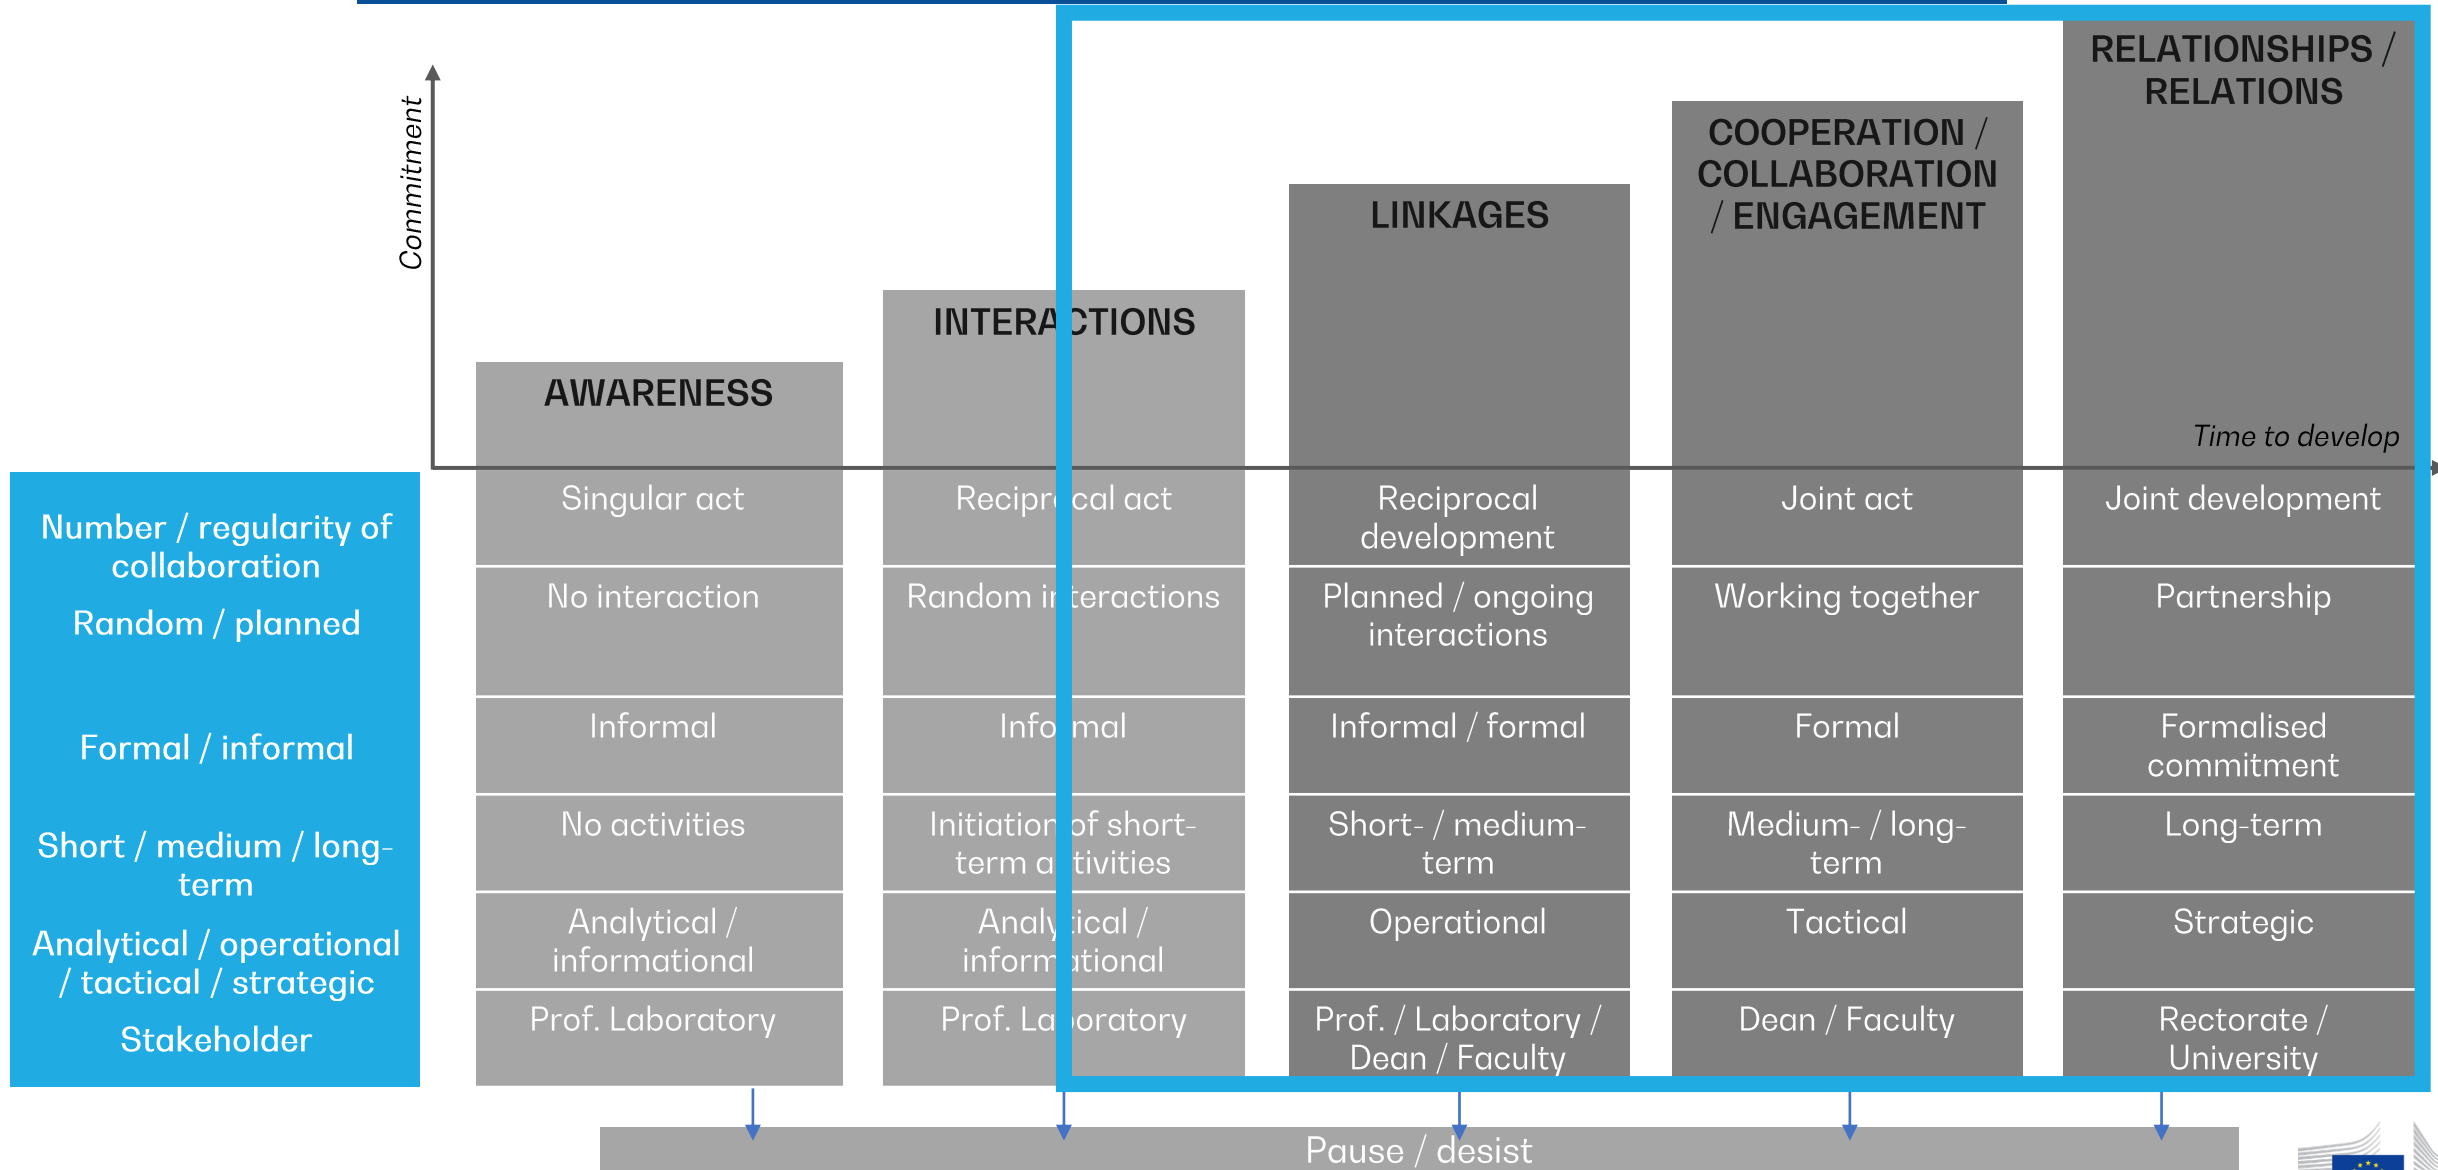 RELATIONSHIPS /
RELATIONS
COOPERATION /
COLLABORATION
/ ENGAGEMENT
LINKAGES
INTERACTIONS
AWARENESS
Commitment
Time to develop
Number / regularity of
collaboration
Singular act
Reciprocal act
Reciprocal
development
Joint act
Joint development
Random / planned
No interaction
Random interactions
Planned / ongoing
interactions
Working together
Partnership
Formal / informal
Informal
Informal
Informal / formal
Formal
Formalised
commitment
Short / medium / long-
term
No activities
Initiation of short-
term activities
Short- / medium-
term
Medium- / long-
term
Long-term
Analytical / operational
/ tactical / strategic
Analytical /
informational
Analytical /
informational
Operational
Tactical
Strategic
Stakeholder
Prof. Laboratory
Prof. Laboratory
Prof. / Laboratory /
Dean / Faculty
Dean / Faculty
Rectorate /
University
Pause / desist